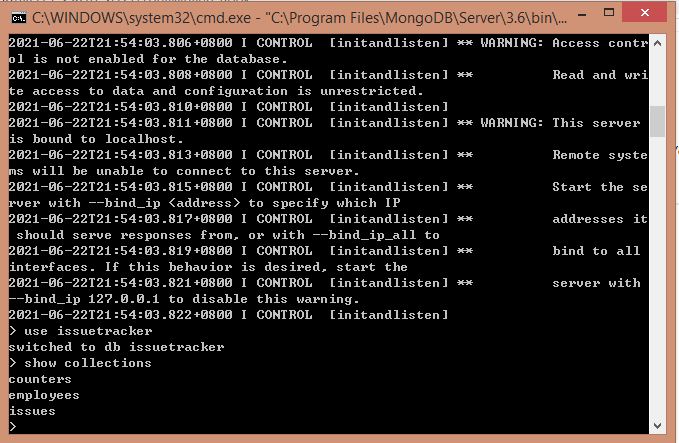 C:\WINDOWS\system32\cmd.exe - "C:\Program Files\MongoDB\Server\3.6\bin\...
2021-06-22T21:54:03.806+0800 I CONTROL  [initandlisten] ** WARNING: Access contr
ol is not enabled for the database.
2021-06-22T21:54:03.808+0800 I CONTROL  [initandlisten] **          Read and wri
te access to data and configuration is unrestricted.
2021-06-22T21:54:03.810+0800 I CONTROL  [initandlisten]
2021-06-22T21:54:03.811+0800 I CONTROL  [initandlisten] ** WARNING: This server
is bound to localhost.
2021-06-22T21:54:03.813+0800 I CONTROL  [initandlisten] **          Remote syste
ms will be unable to connect to this server.
2021-06-22T21:54:03.815+0800 I CONTROL  [initandlisten] **          Start the se
rver with --bind_ip <address> to specify which IP
2021-06-22T21:54:03.817+0800 I CONTROL  [initandlisten] **          addresses it
 should serve responses from, or with --bind_ip_all to
2021-06-22T21:54:03.819+0800 I CONTROL  [initandlisten] **          bind to all
interfaces. If this behavior is desired, start the
2021-06-22T21:54:03.821+0800 I CONTROL  [initandlisten] **          server with
--bind_ip 127.0.0.1 to disable this warning.
2021-06-22T21:54:03.822+0800 I CONTROL  [initandlisten]
> use issuetracker
switched to db issuetracker
> show collections
counters
employees
issues
>